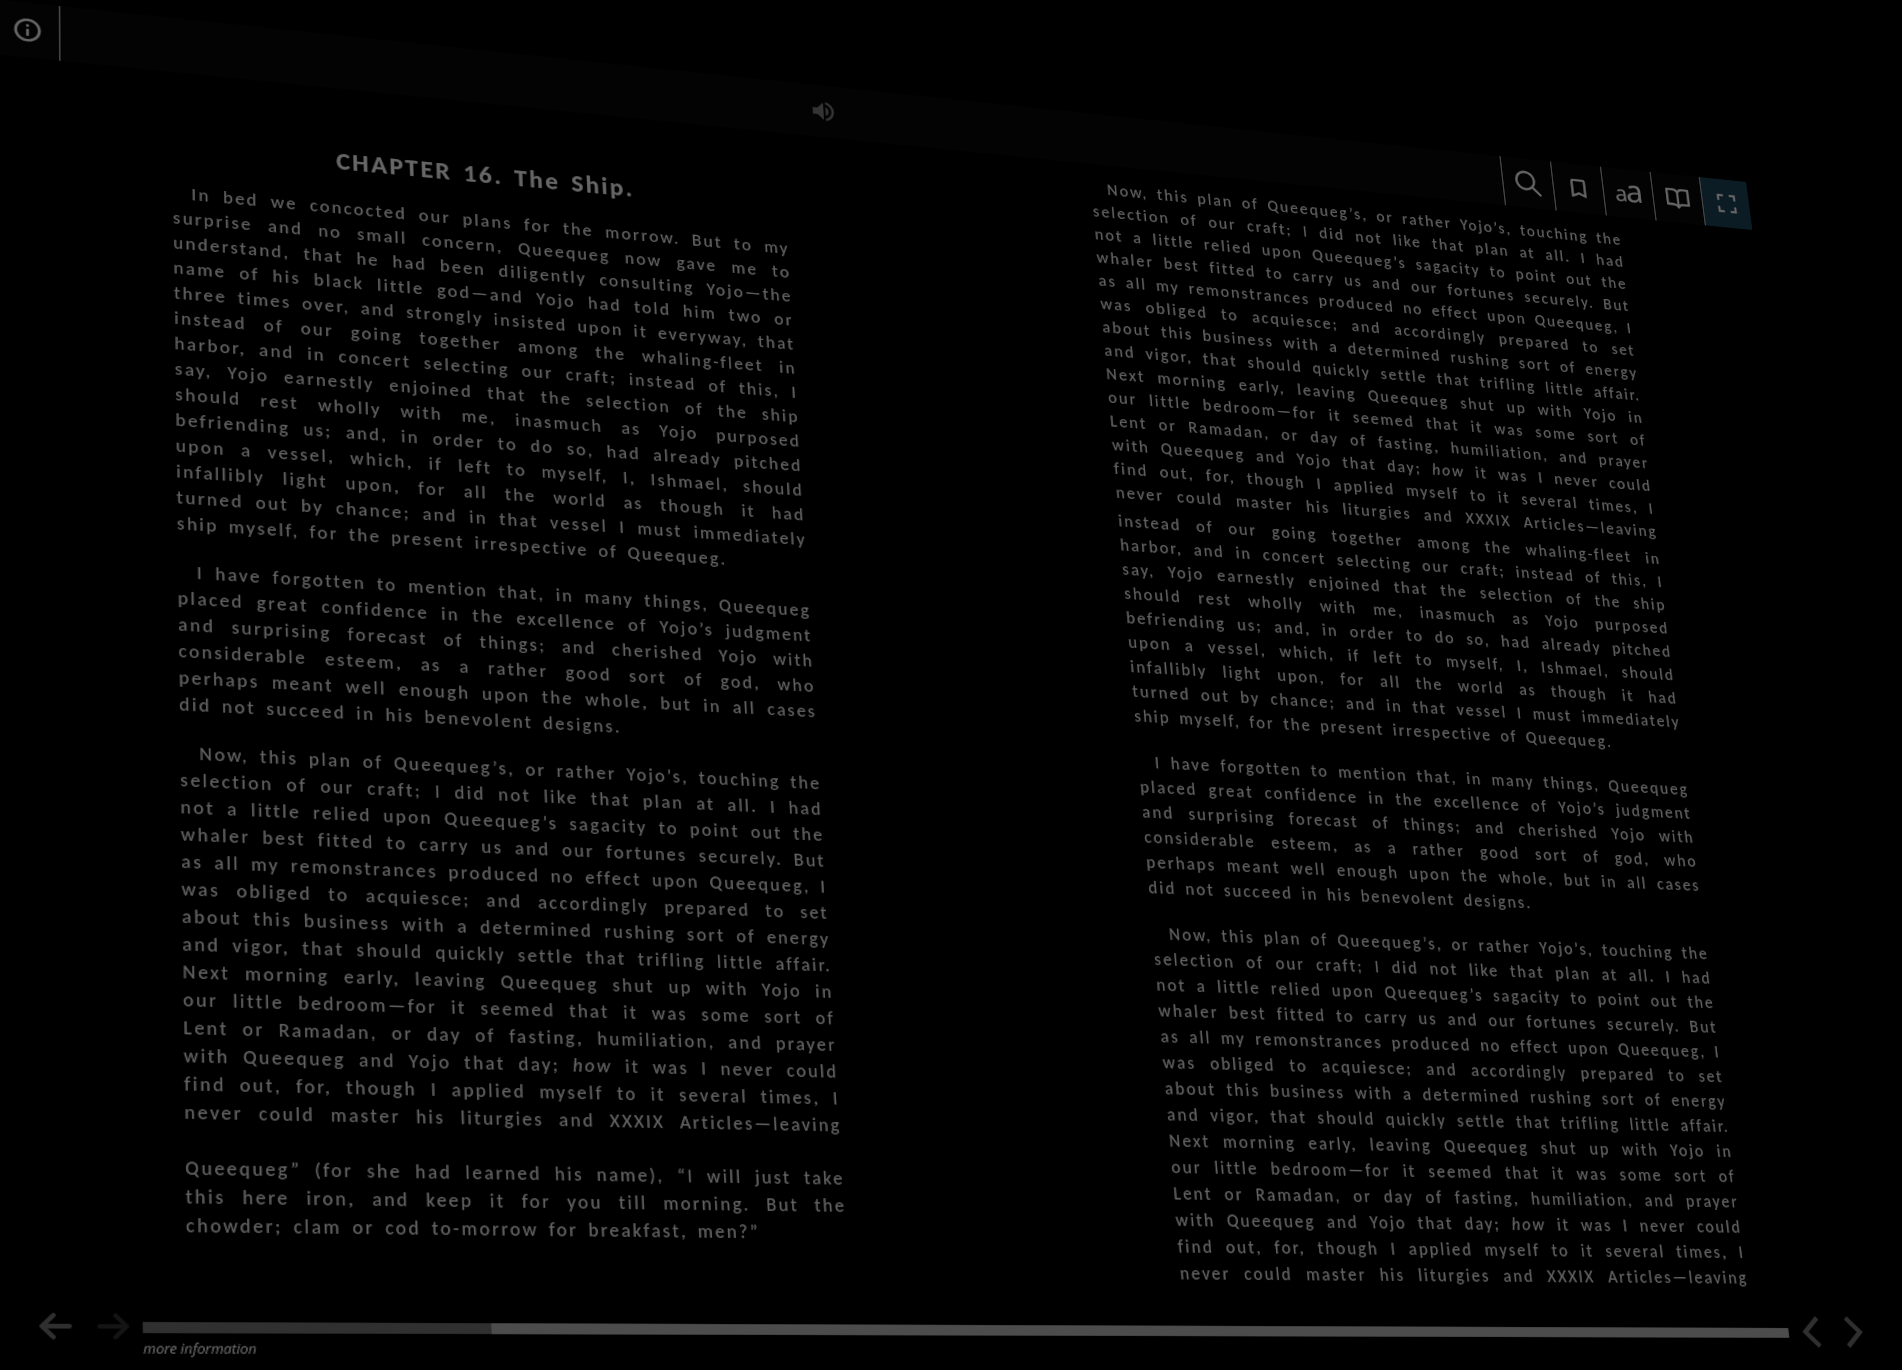 aa
CHAPTER 16. The Ship.
In bed we concocted our plans for the morrow. But to my
surprise and no small concern, Queequeg now gave me to
understand, that he had been diligently consulting Yojo—the
name of his black little god—and Yojo had told him two or
three times over, and strongly insisted upon it everyway, that
instead of our going together among the whaling-fleet in
harbor, and in concert selecting our craft; instead of this, I
say, Yojo earnestly enjoined that the selection of the ship
should rest wholly with me, inasmuch as Yojo purposed
befriending us; and, in order to do so, had already pitched
upon a vessel, which, if left to myself, I, Ishmael, should
infallibly light upon, for all the world as though it had
turned out by chance; and in that vessel I must immediately
ship myself, for the present irrespective of Queequeg.
I have forgotten to mention that, in many things, Queequeg
placed great confidence in the excellence of Yojo’s judgment
and surprising forecast of things; and cherished Yojo with
considerable esteem, as a rather good sort of god, who
perhaps meant well enough upon the whole, but in all cases
did not succeed in his benevolent designs.
Now, this plan of Queequeg’s, or rather Yojo’s, touching the
selection of our craft; I did not like that plan at all. I had
not a little relied upon Queequeg’s sagacity to point out the
whaler best fitted to carry us and our fortunes securely. But
as all my remonstrances produced no effect upon Queequeg, I
was obliged to acquiesce; and accordingly prepared to set
about this business with a determined rushing sort of energy
and vigor, that should quickly settle that trifling little affair.
Next morning early, leaving Queequeg shut up with Yojo in
our little bedroom—for it seemed that it was some sort of
Lent or Ramadan, or day of fasting, humiliation, and prayer
with Queequeg and Yojo that day; how it was I never could
find out, for, though I applied myself to it several times, I
never could master his liturgies and XXXIX Articles—leaving
Queequeg” (for she had learned his name), “I will just take
this here iron, and keep it for you till morning. But the
chowder; clam or cod to-morrow for breakfast, men?”
Now, this plan of Queequeg’s, or rather Yojo’s, touching the
selection of our craft; I did not like that plan at all. I had
not a little relied upon Queequeg’s sagacity to point out the
whaler best fitted to carry us and our fortunes securely. But
as all my remonstrances produced no effect upon Queequeg, I
was obliged to acquiesce; and accordingly prepared to set
about this business with a determined rushing sort of energy
and vigor, that should quickly settle that trifling little affair.
Next morning early, leaving Queequeg shut up with Yojo in
our little bedroom—for it seemed that it was some sort of
Lent or Ramadan, or day of fasting, humiliation, and prayer
with Queequeg and Yojo that day; how it was I never could
find out, for, though I applied myself to it several times, I
never could master his liturgies and XXXIX Articles—leaving
instead of our going together among the whaling-fleet in
harbor, and in concert selecting our craft; instead of this, I
say, Yojo earnestly enjoined that the selection of the ship
should rest wholly with me, inasmuch as Yojo purposed
befriending us; and, in order to do so, had already pitched
upon a vessel, which, if left to myself, I, Ishmael, should
infallibly light upon, for all the world as though it had
turned out by chance; and in that vessel I must immediately
ship myself, for the present irrespective of Queequeg.
I have forgotten to mention that, in many things, Queequeg
placed great confidence in the excellence of Yojo’s judgment
and surprising forecast of things; and cherished Yojo with
considerable esteem, as a rather good sort of god, who
perhaps meant well enough upon the whole, but in all cases
did not succeed in his benevolent designs.
Now, this plan of Queequeg’s, or rather Yojo’s, touching the
selection of our craft; I did not like that plan at all. I had
not a little relied upon Queequeg’s sagacity to point out the
whaler best fitted to carry us and our fortunes securely. But
as all my remonstrances produced no effect upon Queequeg, I
was obliged to acquiesce; and accordingly prepared to set
about this business with a determined rushing sort of energy
and vigor, that should quickly settle that trifling little affair.
Next morning early, leaving Queequeg shut up with Yojo in
our little bedroom—for it seemed that it was some sort of
Lent or Ramadan, or day of fasting, humiliation, and prayer
with Queequeg and Yojo that day; how it was I never could
find out, for, though I applied myself to it several times, I
never could master his liturgies and XXXIX Articles—leaving
more information